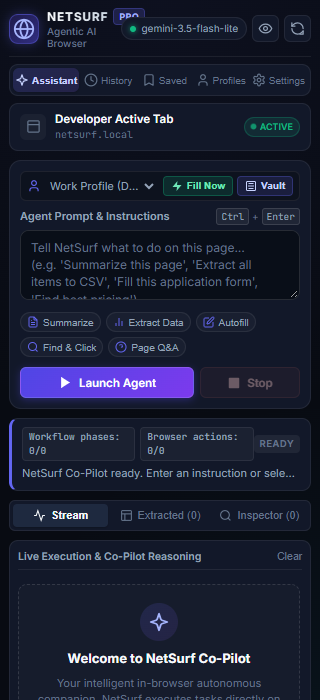 NETSURF PRO
Agentic AI
Browser
gemini-3.5-flash-lite
Assistant History Saved Profiles Settings
Developer Active Tab
netsurf.local
ACTIVE
Work Profile (D... Fill Now Vault
Agent Prompt & Instructions Ctrl + Enter
Tell NetSurf what to do on this page...
(e.g. 'Summarize this page', 'Extract all
items to CSV', 'Fill this application form',
'Find best pricing')
Summarize Extract Data Autofill
Find & Click Page Q&A
Launch Agent Stop
Workflow phases: 0/0
Browser actions: 0/0
READY
NetSurf Co-Pilot ready. Enter an instruction or sele...
Stream Extracted (0) Inspector (0)
Live Execution & Co-Pilot Reasoning Clear
Welcome to NetSurf Co-Pilot
Your intelligent in-browser autonomous
companion. NetSurf executes tasks directly on